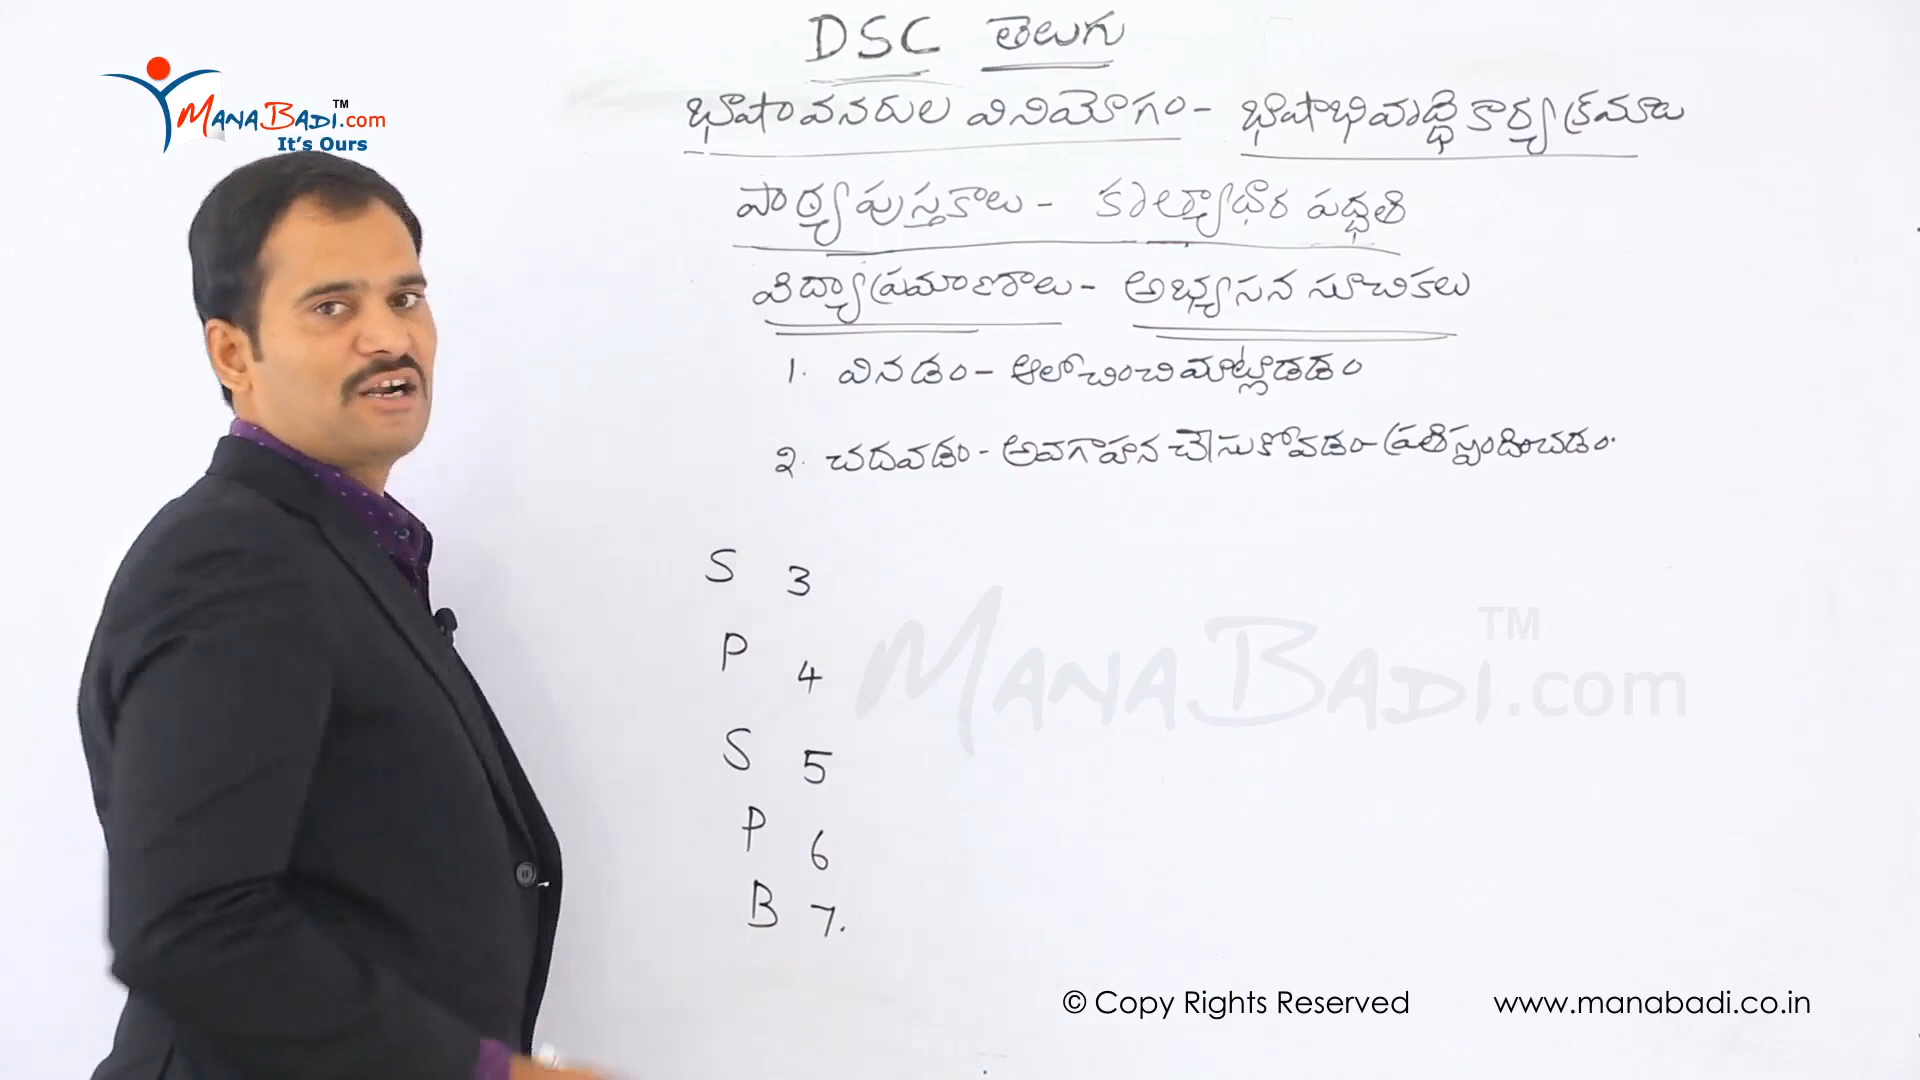 DSC తెలుగు
MANABADI.com TM
It's Ours
భాషావనరుల వినియోగం - భాషాభివృద్ధి కార్యక్రమాలు
పాఠ్యపుస్తకాలు - కృత్యాధార పద్ధతి
విద్యాప్రమాణాలు - అభ్యసన సూచికలు
1. వినడం - ఆలోచించి మాట్లాడడం
2. చదవడం - అవగాహన చేసుకోవడం - ప్రతిస్పందించడం.
S 3
P 4
S 5
P 6
B 7.
MANABADI.com TM
© Copy Rights Reserved www.manabadi.co.in